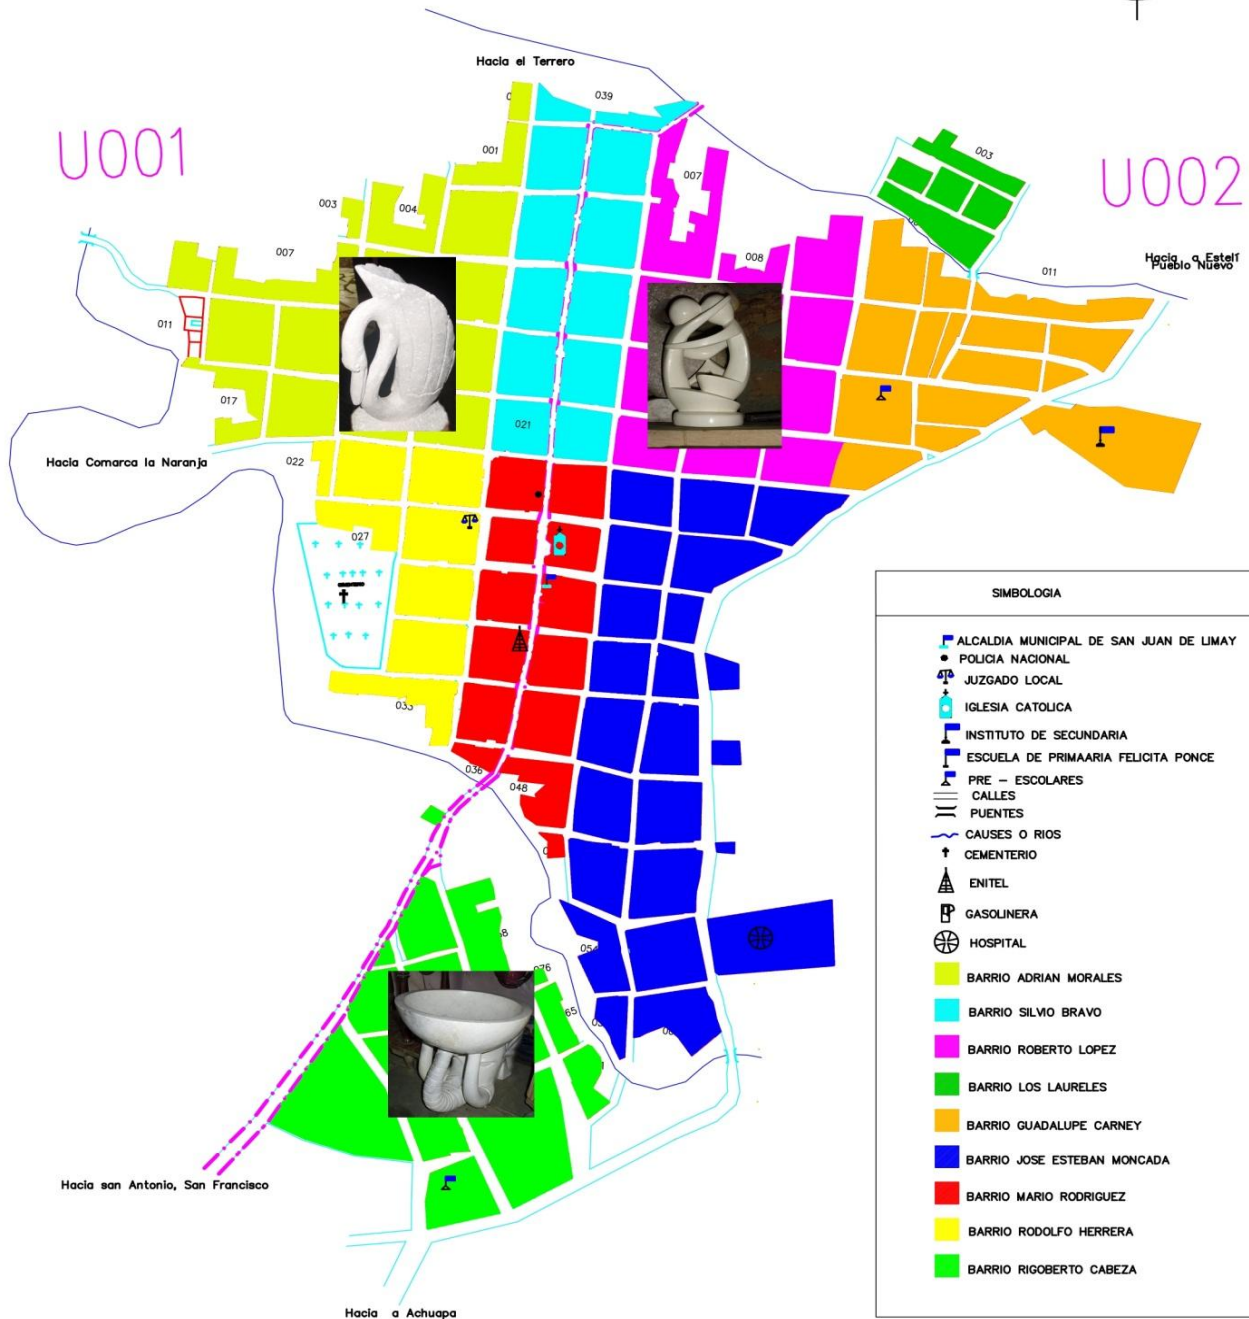 Hacia el Terrero
039
U001
001
003
U002
003
004
007
007
008
011
Hacia a Estelí
Pueblo Nuevo
011
017
021
022
Hacia Comarca la Naranja
027
033
036
048
054
076
65
Hacia san Antonio, San Francisco
Hacia a Achuapa
SIMBOLOGIA
ALCALDIA MUNICIPAL DE SAN JUAN DE LIMAY
POLICIA NACIONAL
JUZGADO LOCAL
IGLESIA CATOLICA
INSTITUTO DE SECUNDARIA
ESCUELA DE PRIMAARIA FELICITA PONCE
PRE - ESCOLARES
CALLES
PUENTES
CAUSES O RIOS
CEMENTERIO
ENITEL
GASOLINERA
HOSPITAL
BARRIO ADRIAN MORALES
BARRIO SILVIO BRAVO
BARRIO ROBERTO LOPEZ
BARRIO LOS LAURELES
BARRIO GUADALUPE CARNEY
BARRIO JOSE ESTEBAN MONCADA
BARRIO MARIO RODRIGUEZ
BARRIO RODOLFO HERRERA
BARRIO RIGOBERTO CABEZA